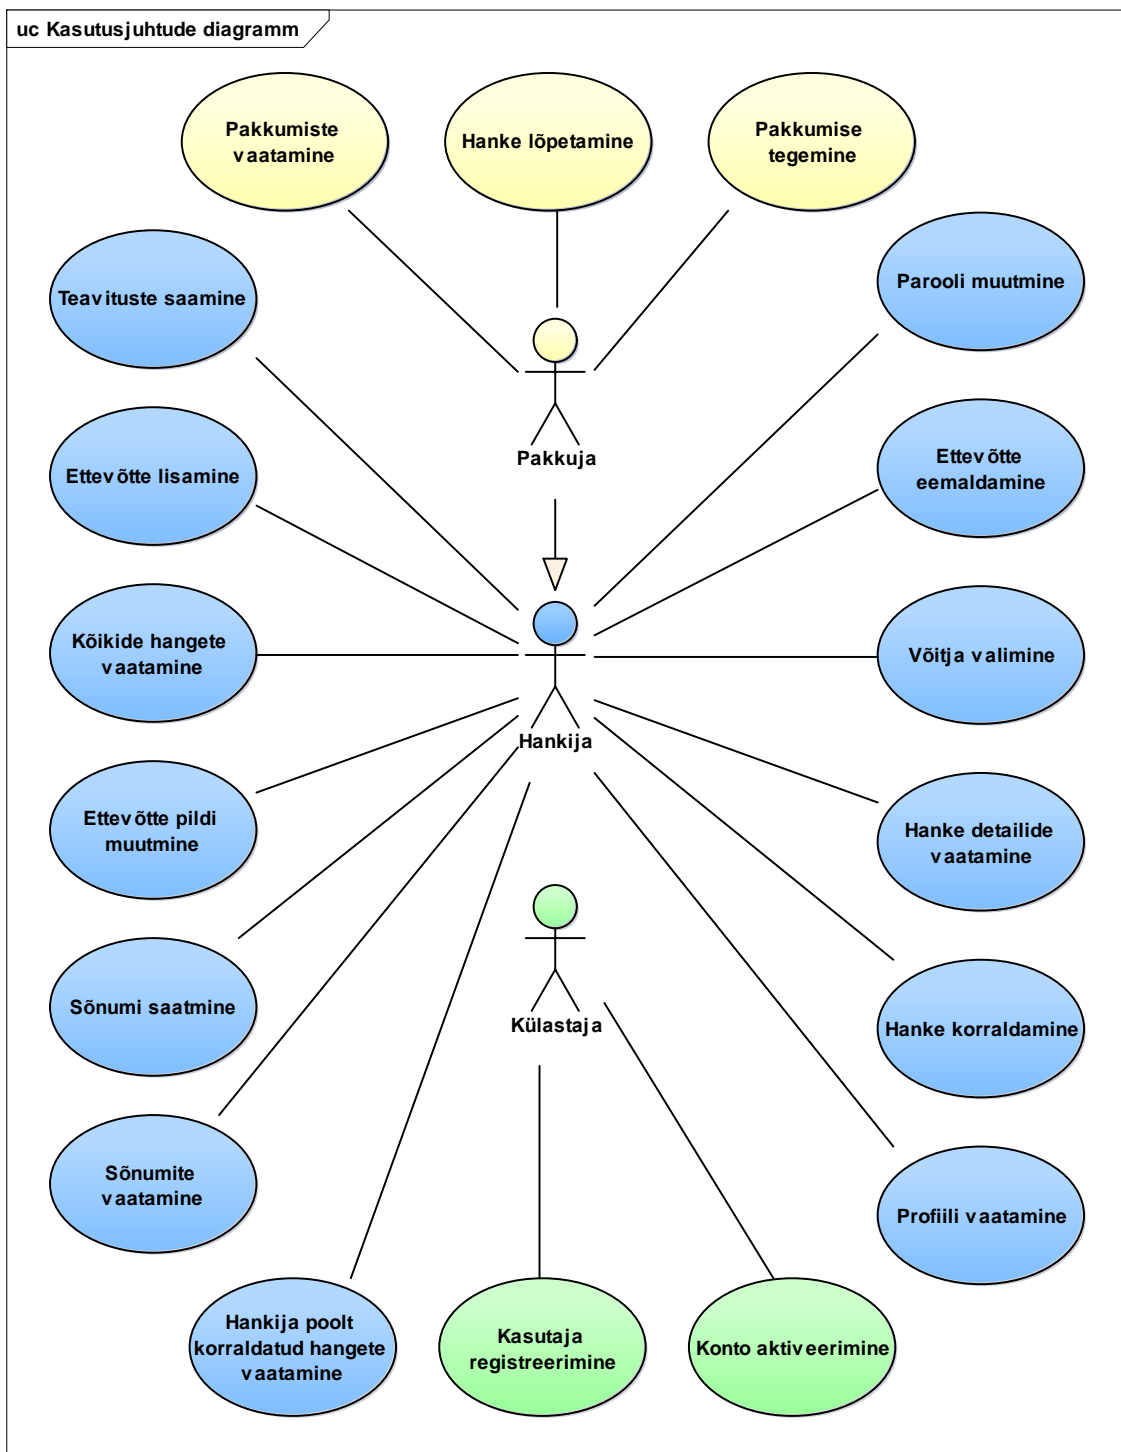 uc Kasutusjuhtude diagramm
Pakkumiste
vaatamine
Hanke lõpetamine
Pakkumise
tegemine
Teavituste saamine
Parooli muutmine
Pakkuja
Ettevõtte lisamine
Ettevõtte
eemaldamine
Kõikide hangete
vaatamine
Võitja valimine
Hankija
Ettevõtte pildi
muutmine
Hanke detailide
vaatamine
Sõnumi saatmine
Külastaja
Hanke korraldamine
Sõnumite
vaatamine
Profiili vaatamine
Hankija poolt
korraldatud hangete
vaatamine
Kasutaja
registreerimine
Konto aktiveerimine